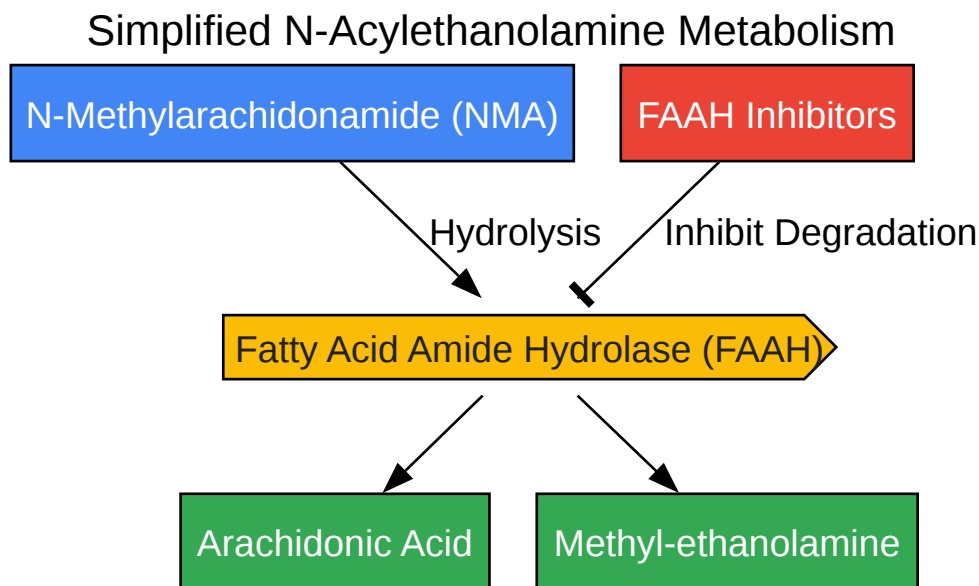 Simplified N-Acylethanolamine Metabolism
N-Methylarachidonamide (NMA)
FAAH Inhibitors
Hydrolysis
Inhibit Degradation
Fatty Acid Amide Hydrolase (FAAH)
Arachidonic Acid
Methyl-ethanolamine